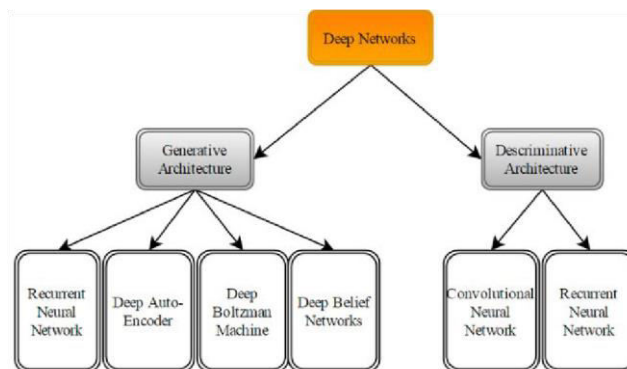 Deep Networks
Generative
Architecture
Descriminative
Architecture
Recurrent
Neural
Network
Deep Auto-
Encoder
Deep
Boltzman
Machine
Deep Belief
Networks
Convolutional
Neural
Network
Recurrent
Neural
Network